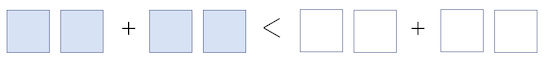 + < +